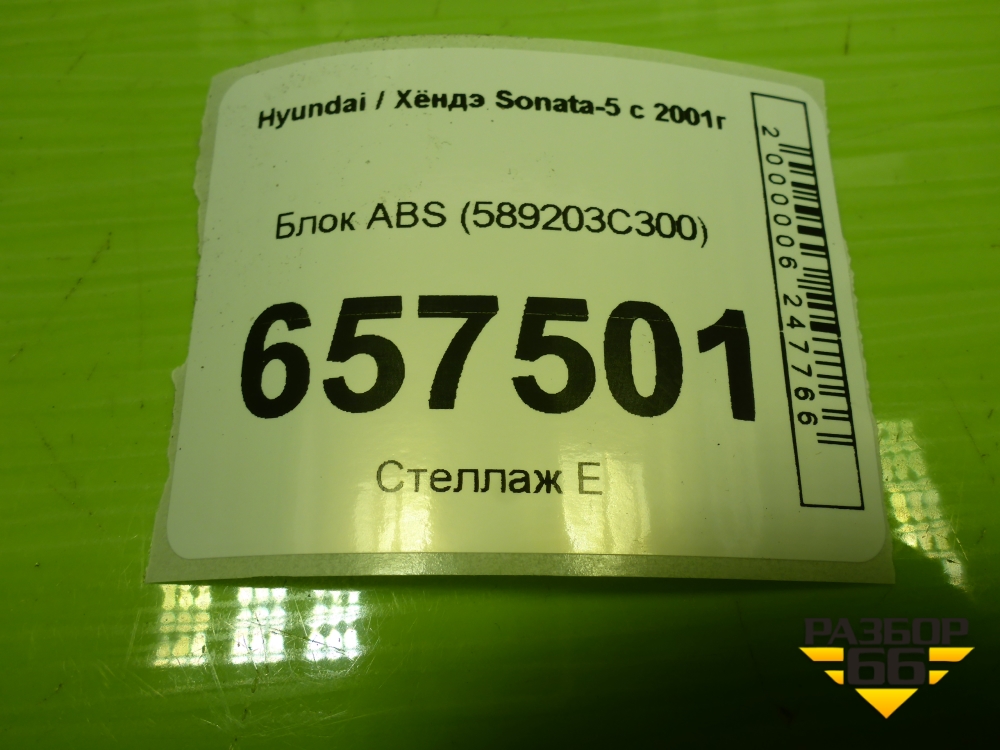 Hyundai / Хёндэ Sonata-5 с 2001г
Блок ABS (589203C300)
657501
Стеллаж Е
2000006247766
РАЗБОР
66